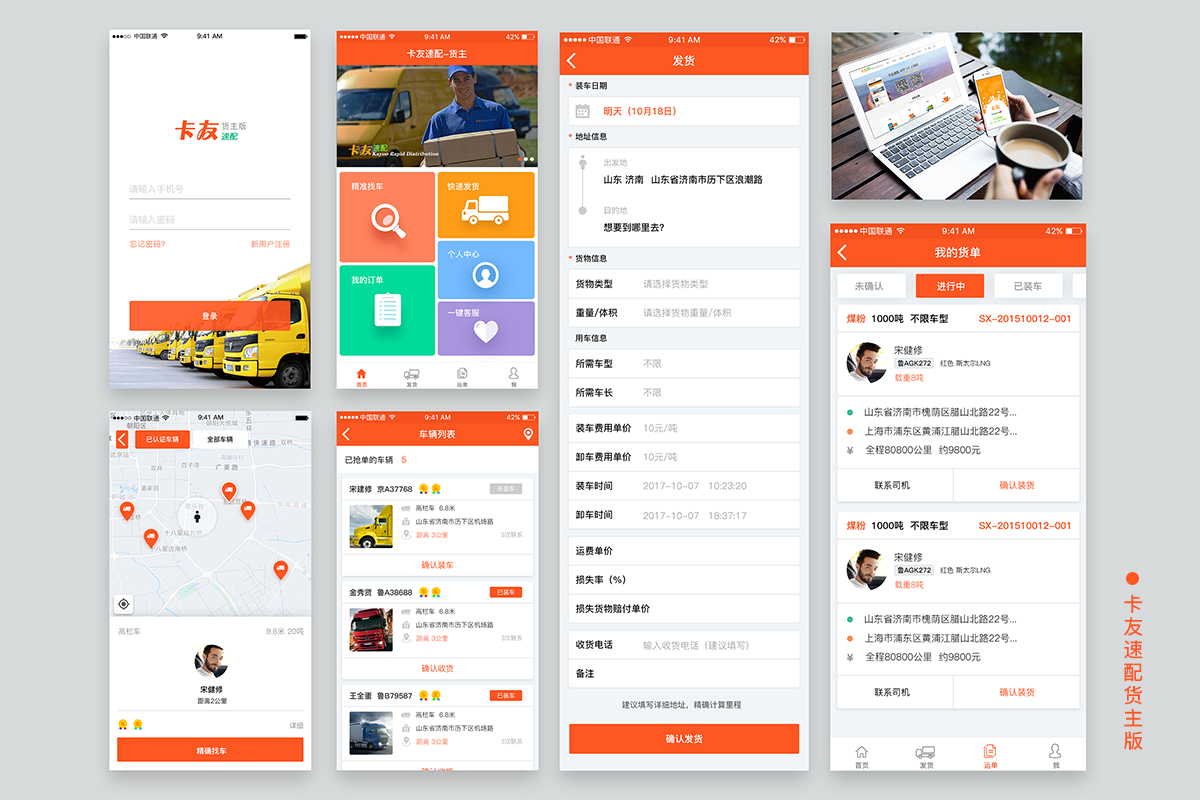 中国联通 9:41 AM
卡友 货主版
速配
请输入手机号
请输入密码
忘记密码? 新用户注册
登录
中国联通 9:41 AM 42%
卡友速配-货主
卡友速配
Kayoo Rapid Distribution
精准找车
快速发货
个人中心
我的订单
一键客服
首页 发货 运单 我
中国联通 9:41 AM 42%
发货
* 装车日期
明天（10月18日）
* 地址信息
出发地
山东 济南 山东省济南市历下区浪潮路
目的地
想要到哪里去?
* 货物信息
货物类型 请选择货物类型
重量/体积 请选择货物重量/体积
用车信息
所需车型 不限
所需车长 不限
装车费用单价 10元/吨
卸车费用单价 10元/吨
装车时间 2017-10-07 10:23:20
卸车时间 2017-10-07 18:37:17
运费单价
损失率（%）
损失货物赔付单价
收货电话 输入收货电话（建议填写）
备注
建议填写详细地址，精确计算里程
确认发货
中国联通 9:41 AM 42%
我的货单
未确认 进行中 已装车
煤粉 1000吨 不限车型 SX-201510012-001
宋健修
鲁AGK272 红色 斯太尔LNG
载重8吨
山东省济南市槐荫区腊山北路22号...
上海市浦东区黄浦江腊山北路22号...
¥ 全程80800公里 约9800元
联系司机 确认装货
煤粉 1000吨 不限车型 SX-201510012-001
宋健修
鲁AGK272 红色 斯太尔LNG
载重8吨
山东省济南市槐荫区腊山北路22号...
上海市浦东区黄浦江腊山北路22号...
¥ 全程80800公里 约9800元
联系司机 确认装货
首页 发货 运单 我
中国联通 9:41 AM
已认证车辆 全部车辆
朝阳区
双井
百子湾
广渠路
潘家园
十八里店南桥
高栏车 9.6米 20吨
宋健修
距离2公里
详细
精确找车
中国联通 9:41 AM 42%
车辆列表
已抢单的车辆 5
宋建修 京A37768 未装车
高栏车 6.8米
山东省济南市历下区机场路
距离 3公里 3次联系
确认装车
金秀贤 鲁A38688 已装车
高栏车 6.8米
山东省济南市历下区机场路
距离 3公里 3次联系
确认收货
王金蛋 鲁B79587 已装车
高栏车 6.8米
山东省济南市历下区机场路
距离 3公里 3次联系
卡友速配货主版